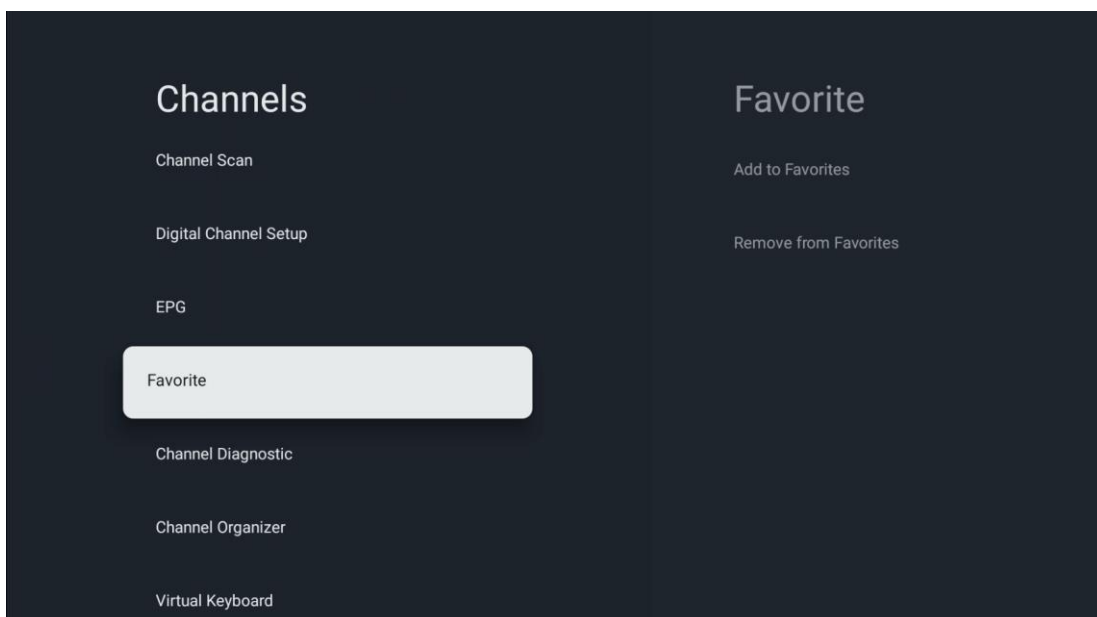 Channels
Channel Scan
Digital Channel Setup
EPG
Favorite
Channel Diagnostic
Channel Organizer
Virtual Keyboard
Favorite
Add to Favorites
Remove from Favorites